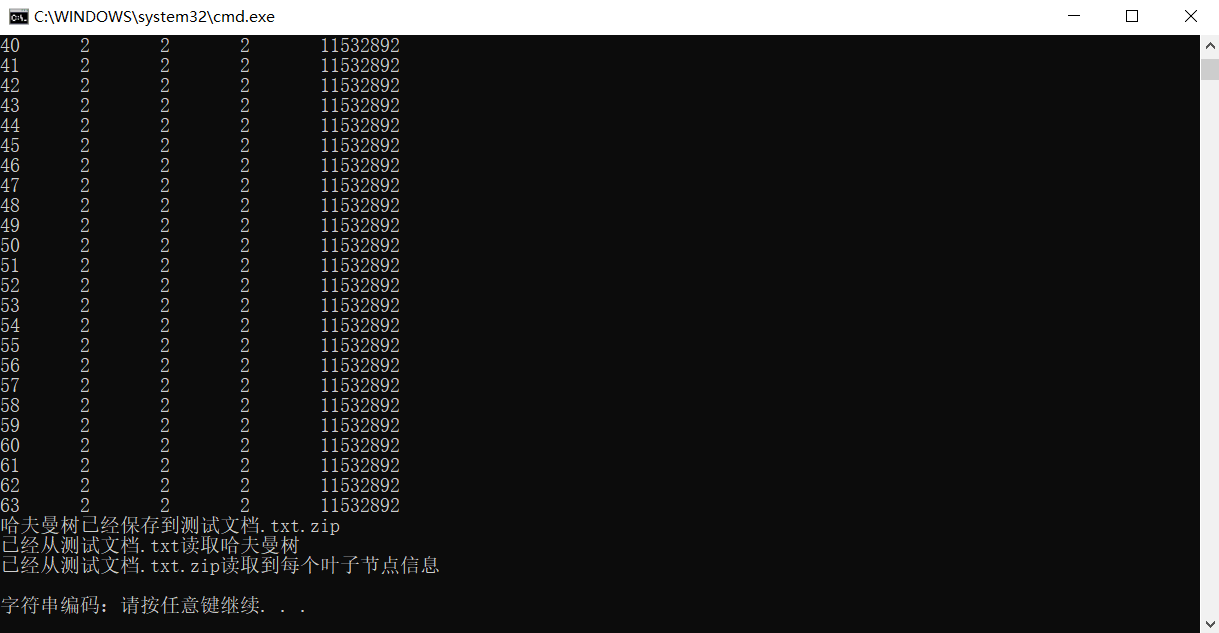 C:\WINDOWS\system32\cmd.exe
40 2 2 2 11532892
41 2 2 2 11532892
42 2 2 2 11532892
43 2 2 2 11532892
44 2 2 2 11532892
45 2 2 2 11532892
46 2 2 2 11532892
47 2 2 2 11532892
48 2 2 2 11532892
49 2 2 2 11532892
50 2 2 2 11532892
51 2 2 2 11532892
52 2 2 2 11532892
53 2 2 2 11532892
54 2 2 2 11532892
55 2 2 2 11532892
56 2 2 2 11532892
57 2 2 2 11532892
58 2 2 2 11532892
59 2 2 2 11532892
60 2 2 2 11532892
61 2 2 2 11532892
62 2 2 2 11532892
63 2 2 2 11532892
哈夫曼树已经保存到测试文档.txt.zip
已经从测试文档.txt读取哈夫曼树
已经从测试文档.txt.zip读取到每个叶子节点信息
字符串编码：请按任意键继续. . .